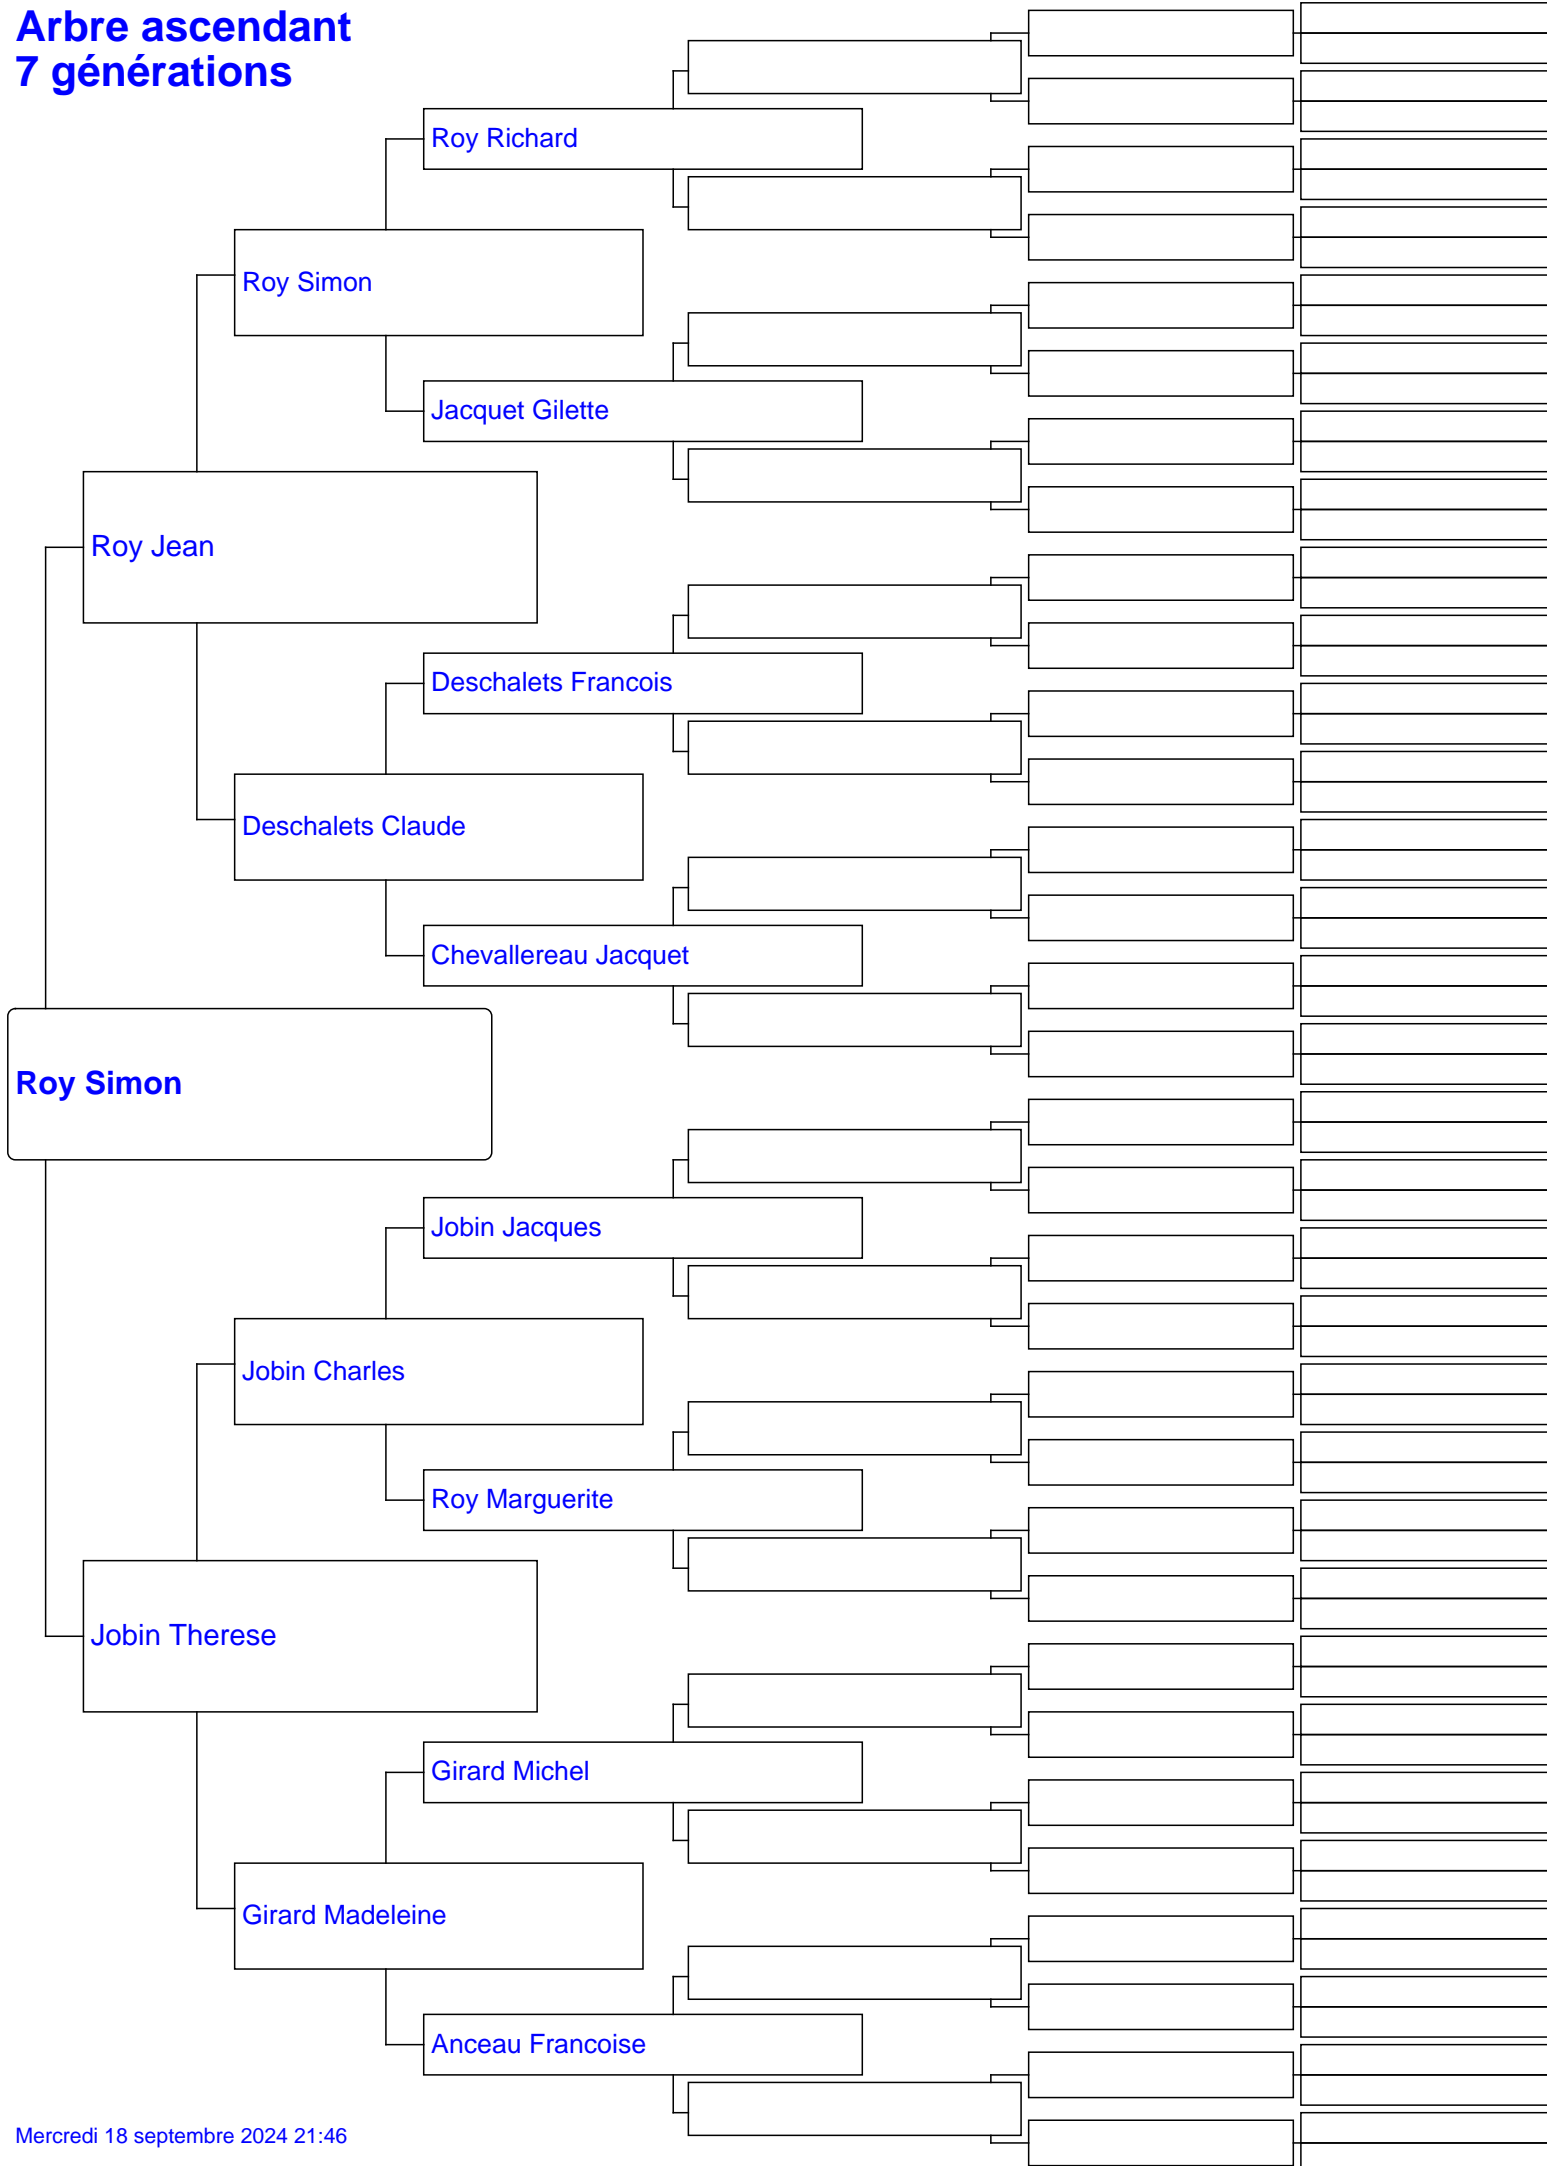 Arbre ascendant
7 générations
Roy Richard
Roy Simon
Jacquet Gilette
Roy Jean
Deschalets Francois
Deschalets Claude
Chevallereau Jacquet
Roy Simon
Jobin Jacques
Jobin Charles
Roy Marguerite
Jobin Therese
Girard Michel
Girard Madeleine
Anceau Francoise
Mercredi 18 septembre 2024 21:46